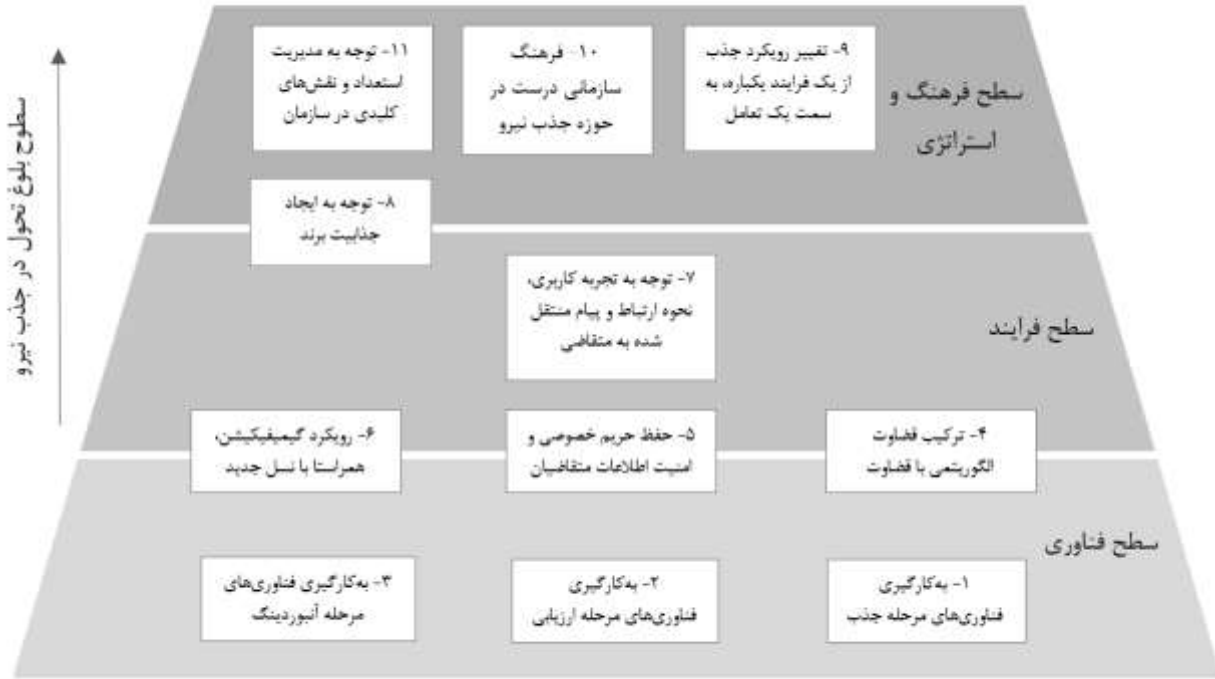 ۹- تغییر رویکرد جذب
از یک فرایند یکباره، به
سمت یک تعامل
۱۰- فرهنگ
سازمانی درست در
حوزه جذب نیرو
۱۱- توجه به مدیریت
استعداد و نقش‌های
کلیدی در سازمان
سطح فرهنگ و
استراتژی
۸- توجه به ایجاد
جذابیت برند
سطح فرایند
۷- توجه به تجربه کاربری،
نحوه ارتباط و پیام منتقل
شده به متقاضی
۴- ترکیب قضاوت
الگوریتمی با قضاوت
۵- حفظ حریم خصوصی و
امنیت اطلاعات متقاضیان
۶- رویکرد گیمیفیکیشن،
همراستا با نسل جدید
سطح فناوری
۱- به‌کارگیری
فناوری‌های مرحله جذب
۲- به‌کارگیری
فناوری‌های مرحله ارزیابی
۳- به‌کارگیری فناوری‌های
مرحله آنبوردینگ
سطوح بلوغ تحول در جذب نیرو